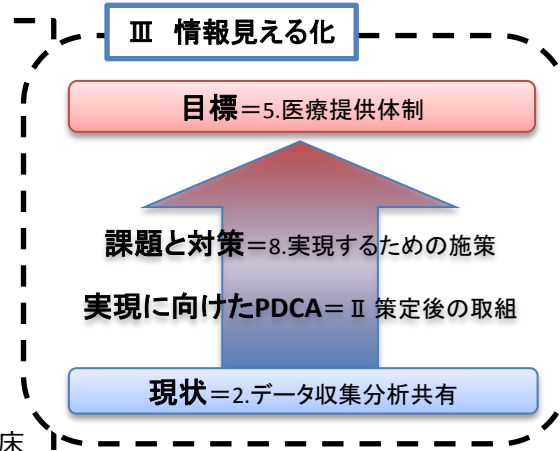 Ⅲ 情報見える化
目標＝5.医療提供体制
課題と対策＝8.実現するための施策
実現に向けたPDCA＝Ⅱ 策定後の取組
現状＝2.データ収集分析共有
床